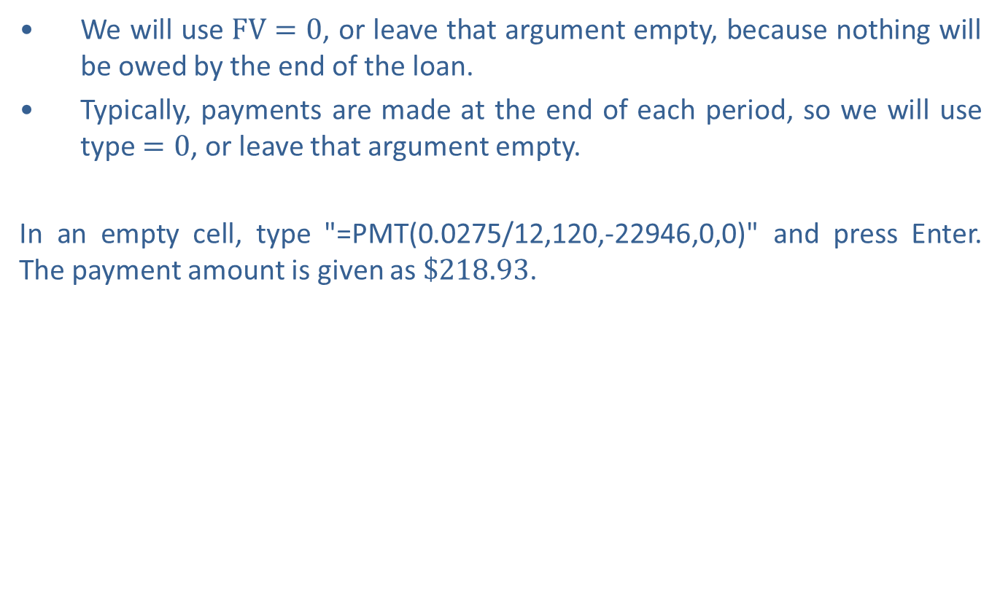 • We will use FV = 0, or leave that argument empty, because nothing will
be owed by the end of the loan.
• Typically, payments are made at the end of each period, so we will use
type = 0, or leave that argument empty.
In an empty cell, type "=PMT(0.0275/12,120,-22946,0,0)" and press Enter.
The payment amount is given as $218.93.